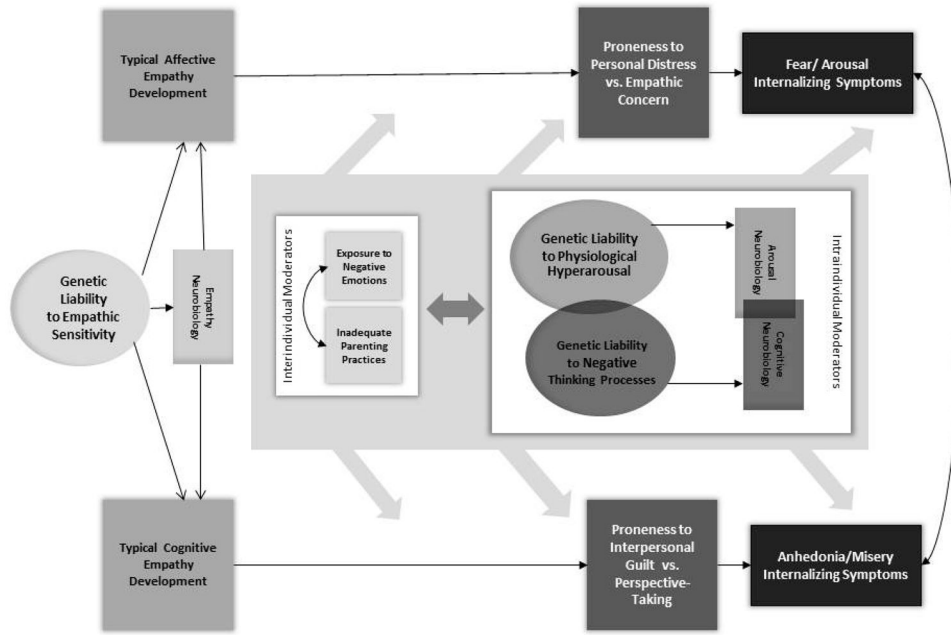 Typical Affective
Empathy
Development
Proneness to
Personal Distress
vs. Empathic
Concern
Fear/ Arousal
Internalizing Symptoms
Genetic
Liability
to Empathic
Sensitivity
Empathy
Neurobiology
Interindividual Moderators
Exposure to
Negative
Emotions
Inadequate
Parenting
Practices
Genetic Liability
to Physiological
Hyperarousal
Genetic Liability
to Negative
Thinking Processes
Arousal
Neurobiology
Cognitive
Neurobiology
Intraindividual Moderators
Typical Cognitive
Empathy
Development
Proneness to
Interpersonal
Guilt vs.
Perspective-
Taking
Anhedonia/Misery
Internalizing Symptoms